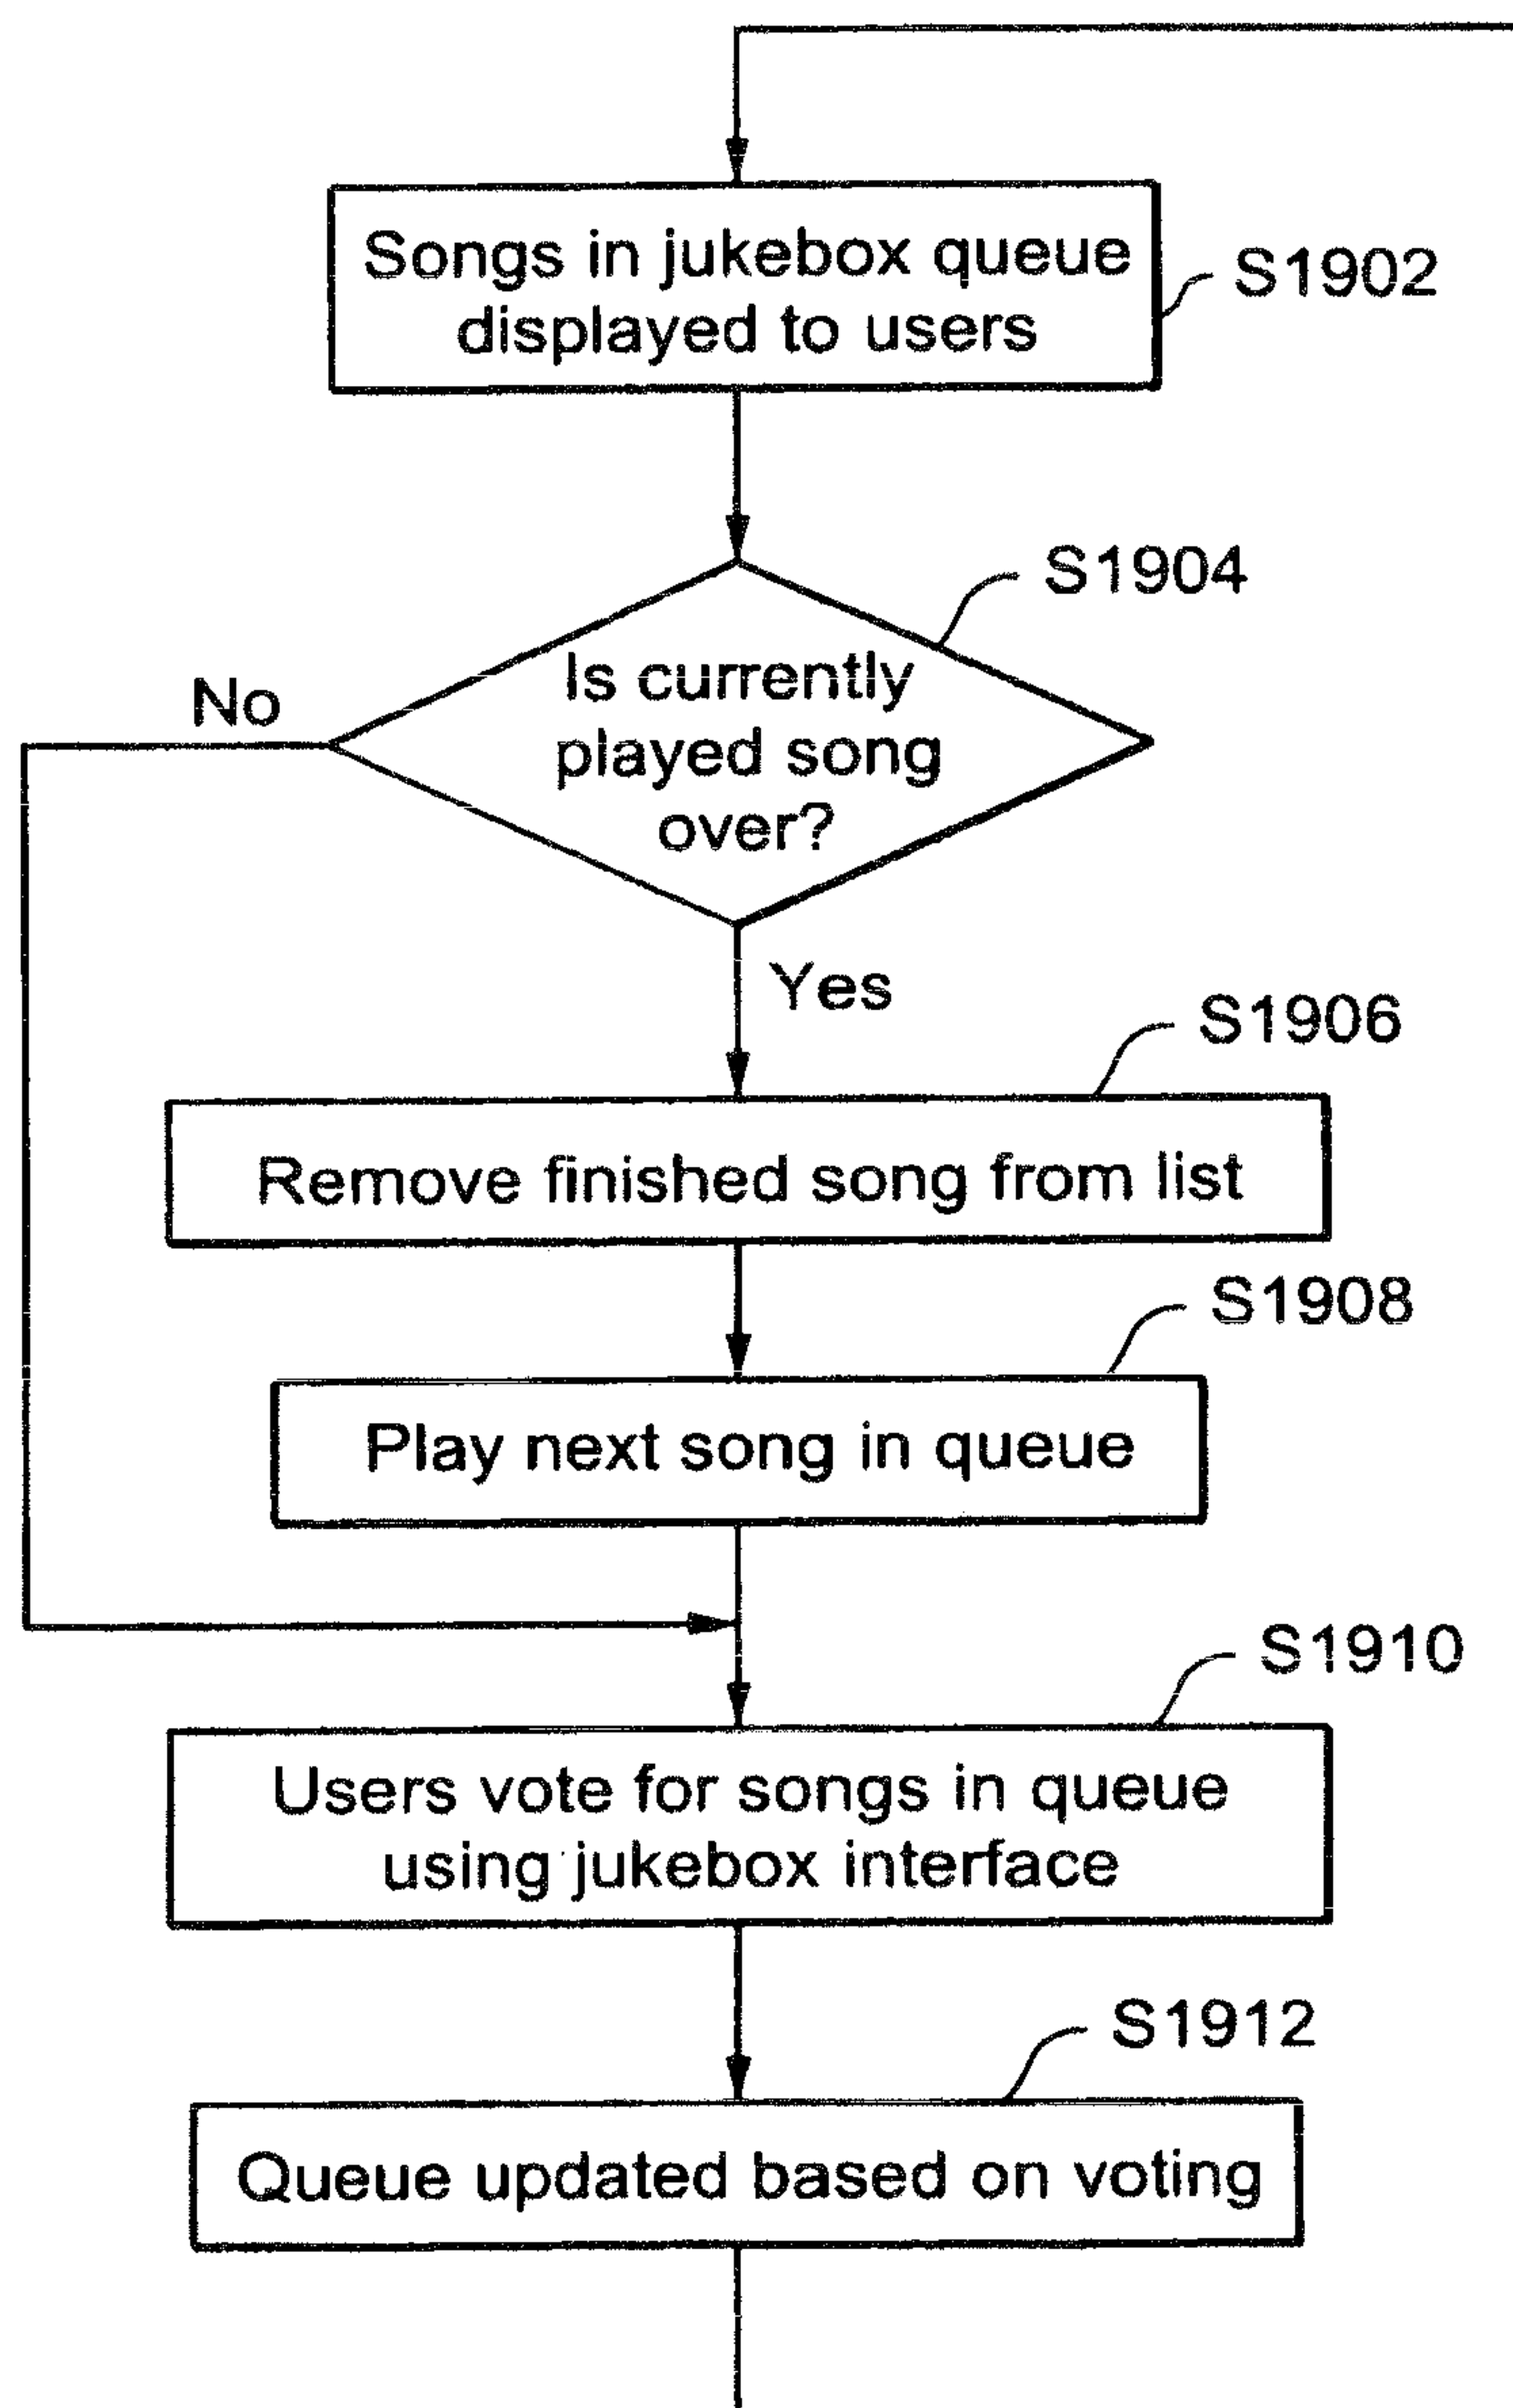 Songs in jukebox queue
displayed to users
S1902
S1904
Is currently
played song
over?
No
Yes
S1906
Remove finished song from list
S1908
Play next song in queue
S1910
Users vote for songs in queue
using jukebox interface
S1912
Queue updated based on voting